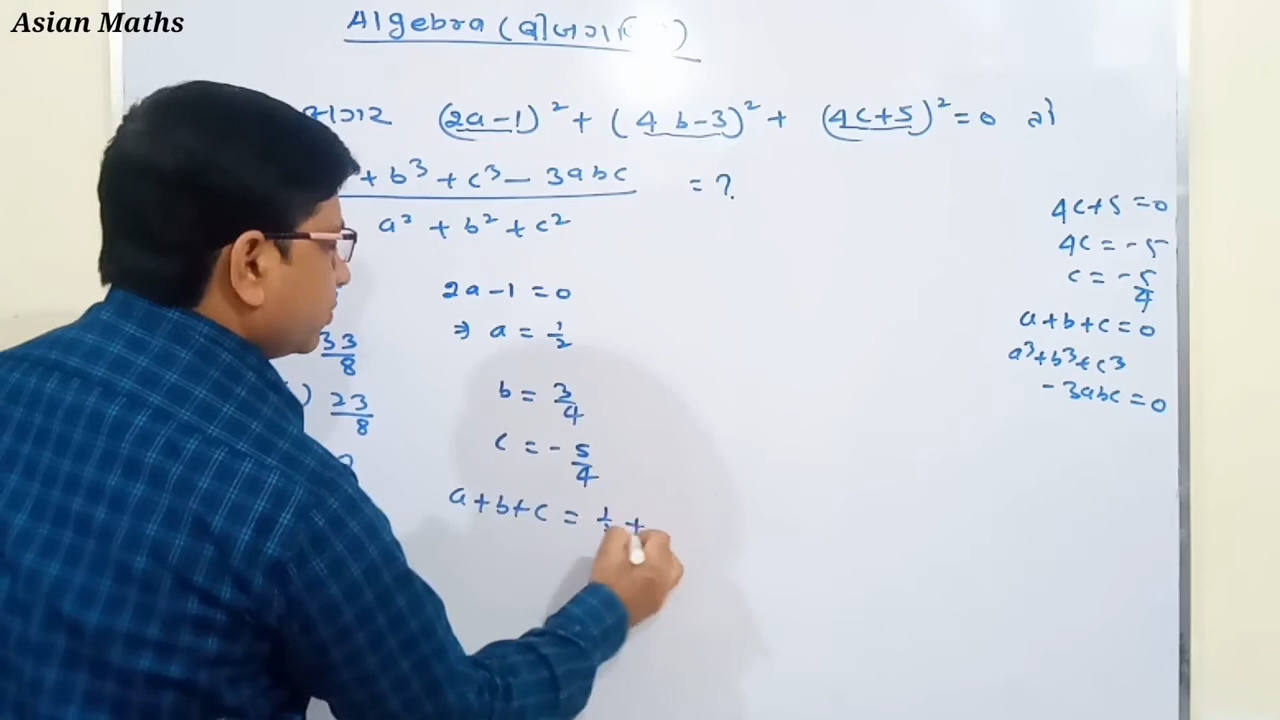 Asian Maths
Algebra (बीजग
(2a-1)² + (4b-3)² + (4c+5)² = 0 तो
+ b³ + c³ - 3abc = ?
a² + b² + c²
4c+5 = 0
4c = -5
c = -5/4
a+b+c = 0
a³+b³+c³
-3abc = 0
2a-1 = 0
⇒ a = 1/2
33/8
b = 3/4
) 23/8
c = -5/4
a+b+c = 1/2 +